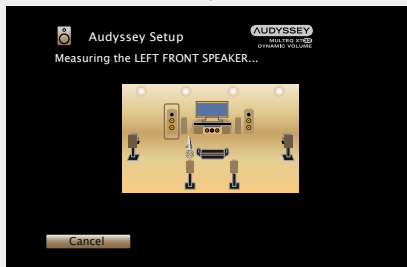 Audyssey Setup
AUDYSSEY
MULTEQ XT32
DYNAMIC VOLUME
Measuring the LEFT FRONT SPEAKER...
Cancel